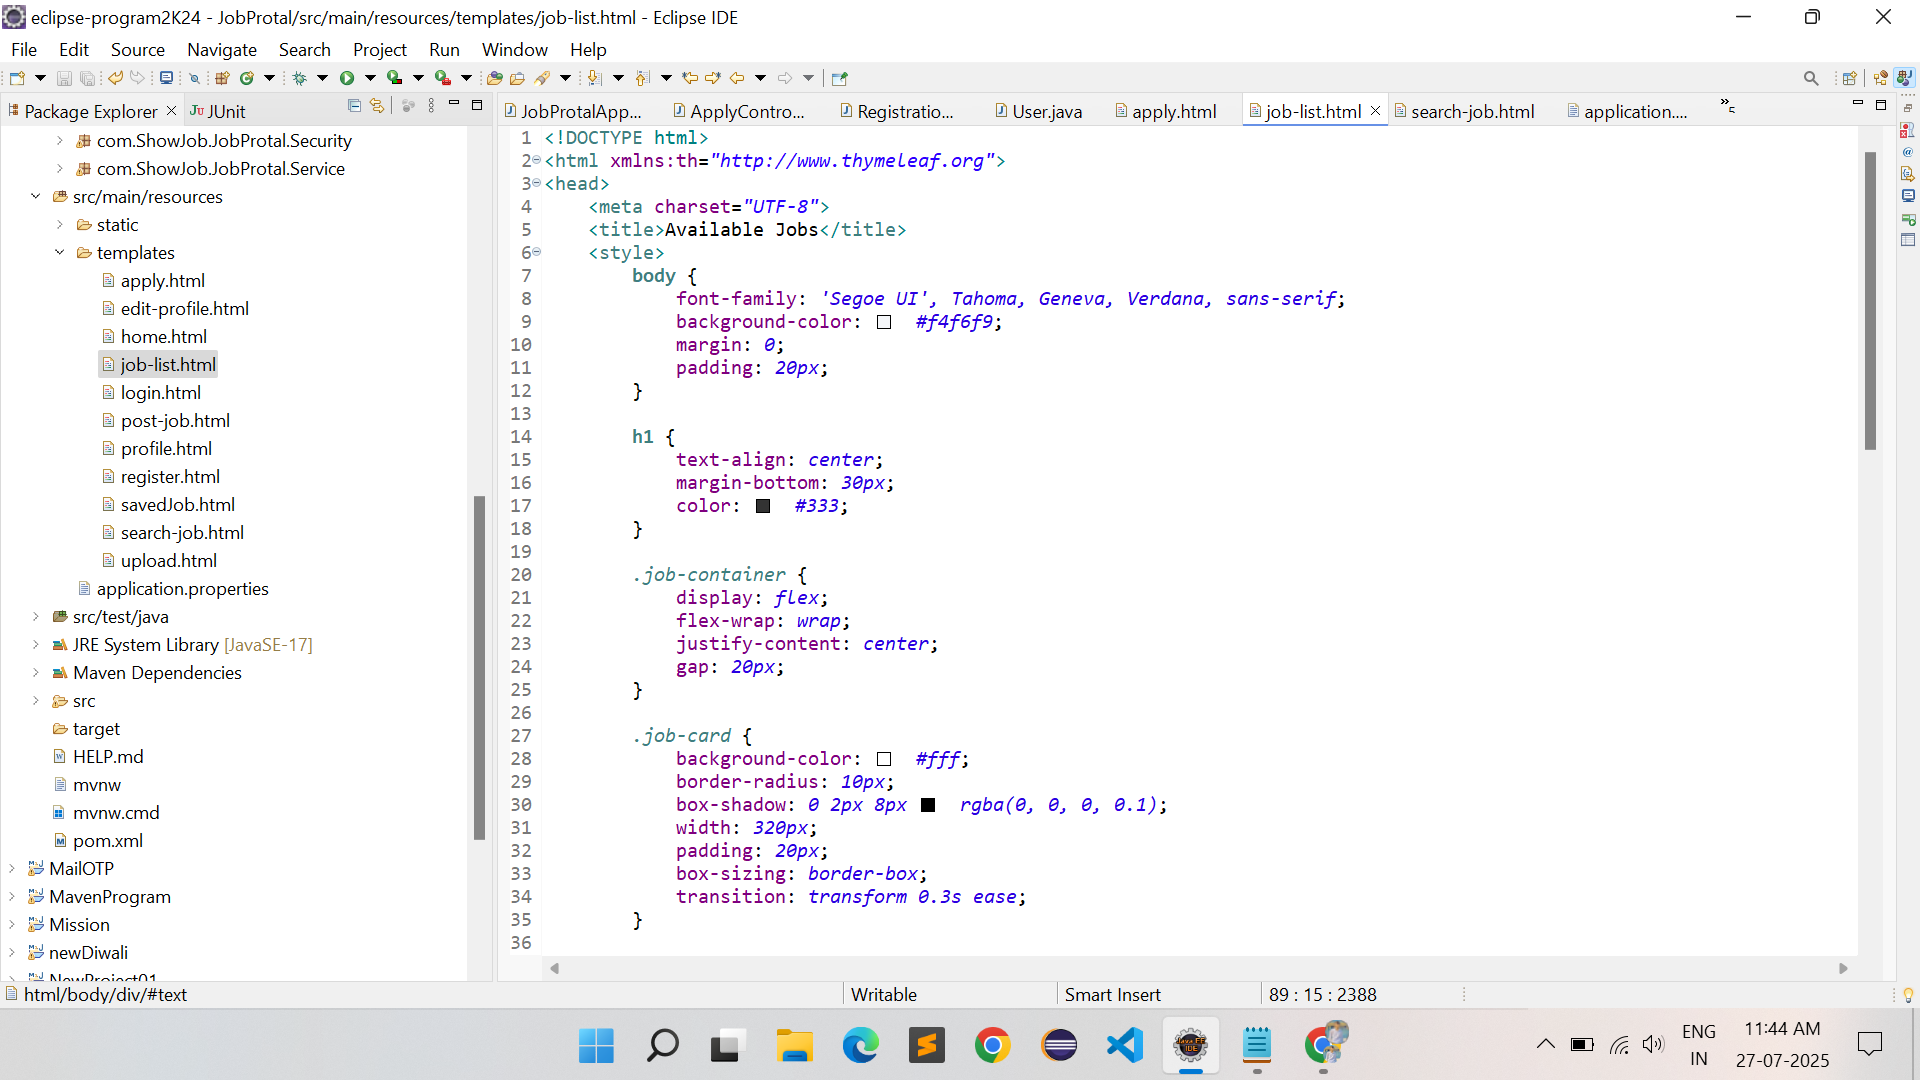 eclipse-program2K24 - JobProtal/src/main/resources/templates/job-list.html - Eclipse IDE
File Edit Source Navigate Search Project Run Window Help
Package Explorer JUnit
com.ShowJob.JobProtal.Security
com.ShowJob.JobProtal.Service
src/main/resources
static
templates
apply.html
edit-profile.html
home.html
job-list.html
login.html
post-job.html
profile.html
register.html
savedJob.html
search-job.html
upload.html
application.properties
src/test/java
JRE System Library [JavaSE-17]
Maven Dependencies
src
target
HELP.md
mvnw
mvnw.cmd
pom.xml
MailOTP
MavenProgram
Mission
newDiwali
NewProject01
JobProtalApp... ApplyContro... Registratio... User.java apply.html job-list.html search-job.html application....
1 <!DOCTYPE html>
2 <html xmlns:th="http://www.thymeleaf.org">
3 <head>
4 <meta charset="UTF-8">
5 <title>Available Jobs</title>
6 <style>
7 body {
8 font-family: 'Segoe UI', Tahoma, Geneva, Verdana, sans-serif;
9 background-color: #f4f6f9;
10 margin: 0;
11 padding: 20px;
12 }
13
14 h1 {
15 text-align: center;
16 margin-bottom: 30px;
17 color: #333;
18 }
19
20 .job-container {
21 display: flex;
22 flex-wrap: wrap;
23 justify-content: center;
24 gap: 20px;
25 }
26
27 .job-card {
28 background-color: #fff;
29 border-radius: 10px;
30 box-shadow: 0 2px 8px rgba(0, 0, 0, 0.1);
31 width: 320px;
32 padding: 20px;
33 box-sizing: border-box;
34 transition: transform 0.3s ease;
35 }
36
html/body/div/#text Writable Smart Insert 89 : 15 : 2388
ENG
IN
11:44 AM
27-07-2025